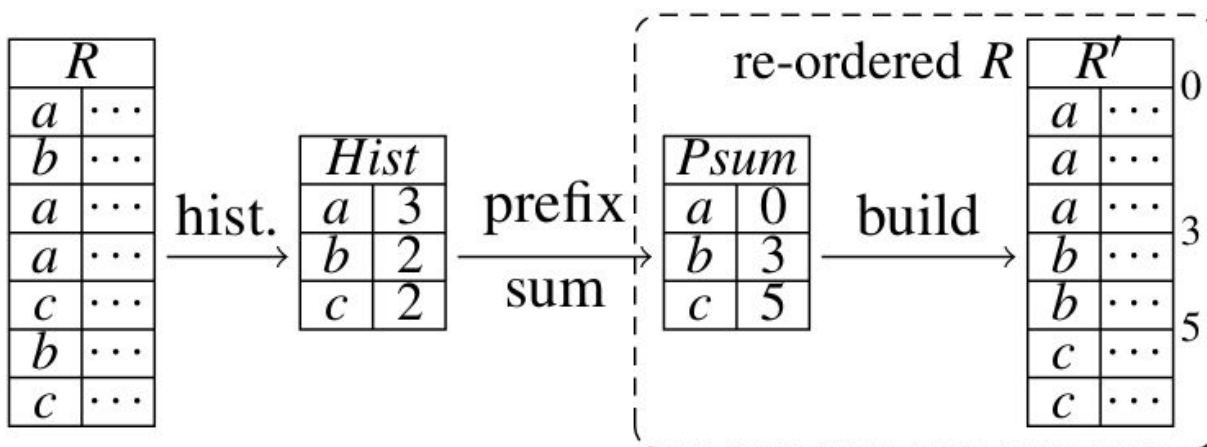 R
a ...
b ...
a ...
a ...
c ...
b ...
c ...
hist.
Hist
a 3
b 2
c 2
prefix
sum
Psum
a 0
b 3
c 5
build
re-ordered R
R′
0
a ...
a ...
a ...
3
b ...
b ...
5
c ...
c ...